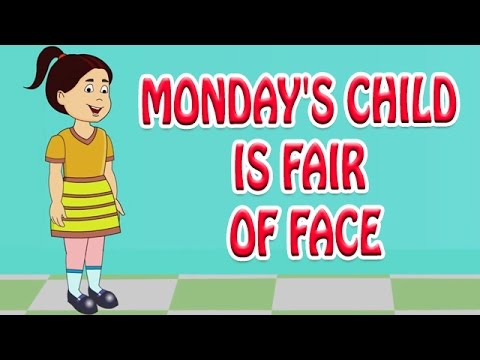 MONDAY'S CHILD
IS FAIR
OF FACE